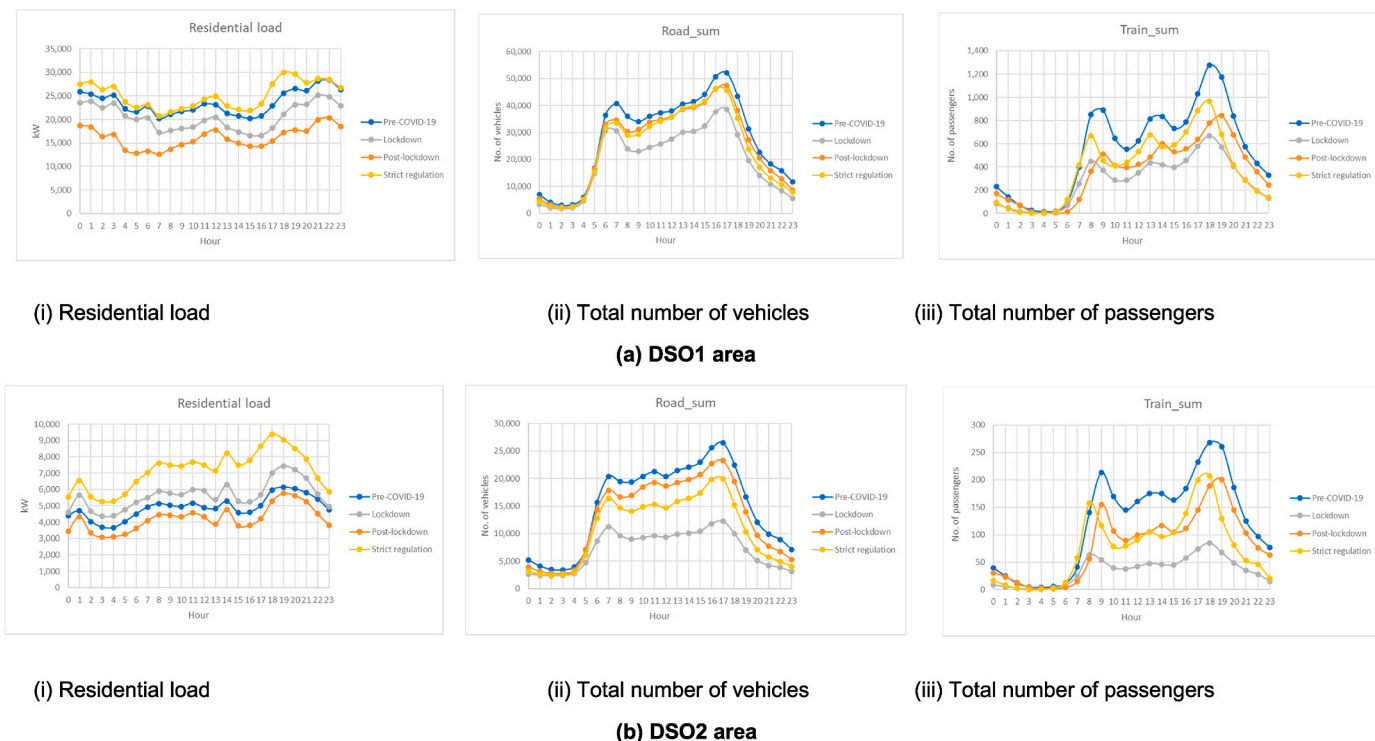 Residential load
35,000
30,000
25,000
20,000
15,000
10,000
5,000
0
kW
0 1 2 3 4 5 6 7 8 9 10 11 12 13 14 15 16 17 18 19 20 21 22 23
Hour
Pre-COVID-19
Lockdown
Post-lockdown
Strict regulation
Road_sum
60,000
50,000
40,000
30,000
20,000
10,000
0
No. of vehicles
0 1 2 3 4 5 6 7 8 9 10 11 12 13 14 15 16 17 18 19 20 21 22 23
Hour
Pre-COVID-19
Lockdown
Post-lockdown
Strict regulation
Train_sum
1,400
1,200
1,000
800
600
400
200
0
No. of passengers
0 1 2 3 4 5 6 7 8 9 10 11 12 13 14 15 16 17 18 19 20 21 22 23
Hour
Pre-COVID-19
Lockdown
Post-lockdown
Strict regulation
(i) Residential load
(ii) Total number of vehicles
(iii) Total number of passengers
(a) DSO1 area
Residential load
10,000
9,000
8,000
7,000
6,000
5,000
4,000
3,000
2,000
1,000
0
kW
0 1 2 3 4 5 6 7 8 9 10 11 12 13 14 15 16 17 18 19 20 21 22 23
Hour
Pre-COVID-19
Lockdown
Post-lockdown
Strict regulation
Road_sum
30,000
25,000
20,000
15,000
10,000
5,000
0
No. of vehicles
0 1 2 3 4 5 6 7 8 9 10 11 12 13 14 15 16 17 18 19 20 21 22 23
Hour
Pre-COVID-19
Lockdown
Post-lockdown
Strict regulation
Train_sum
300
250
200
150
100
50
0
No. of passengers
0 1 2 3 4 5 6 7 8 9 10 11 12 13 14 15 16 17 18 19 20 21 22 23
Hour
Pre-COVID-19
Lockdown
Post-lockdown
Strict regulation
(i) Residential load
(ii) Total number of vehicles
(iii) Total number of passengers
(b) DSO2 area